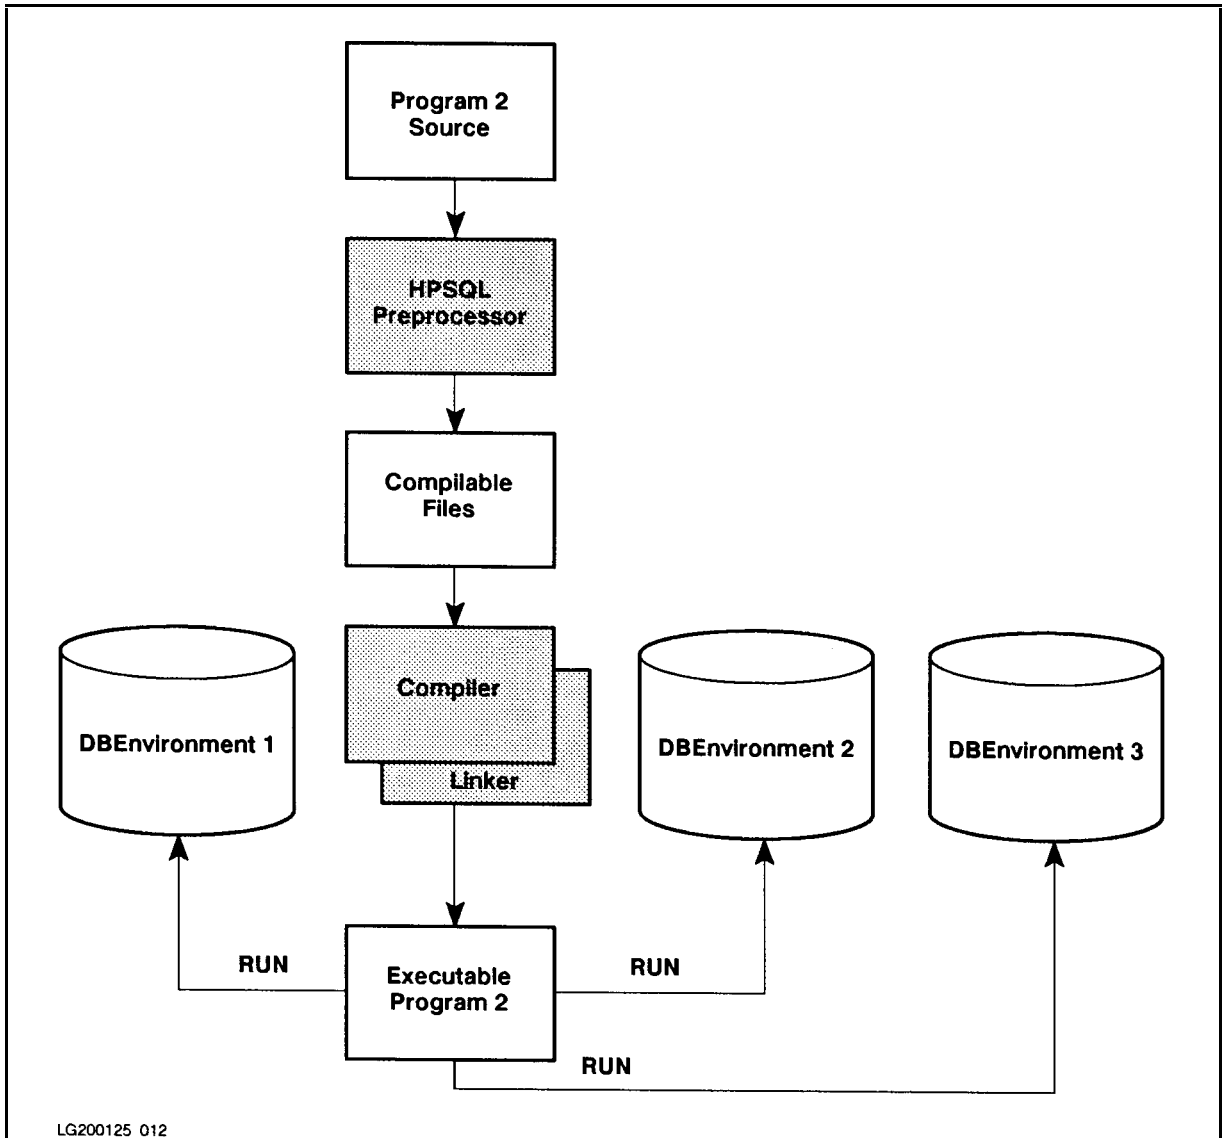 Program 2
Source
HPSQL
Preprocessor
Compilable
Files
Compiler
Linker
DBEnvironment 1
DBEnvironment 2
DBEnvironment 3
RUN
RUN
Executable
Program 2
RUN
LG200125 012